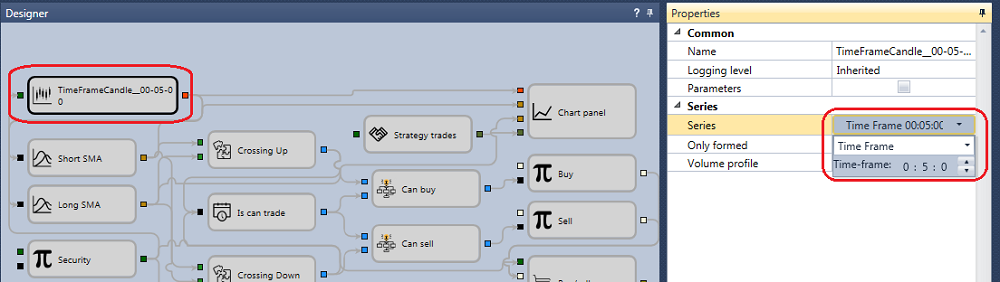 Designer
?
TimeFrameCandle__00-05-0
0
Chart panel
Strategy trades
Short SMA
Crossing Up
Can buy
Buy
Long SMA
Is can trade
Sell
Can sell
Security
Crossing Down
Properties
Common
Name TimeFrameCandle__00-05-...
Logging level Inherited
Parameters
Series
Series Time Frame 00:05:00
Only formed Time Frame
Volume profile Time-frame: 0 : 5 : 0